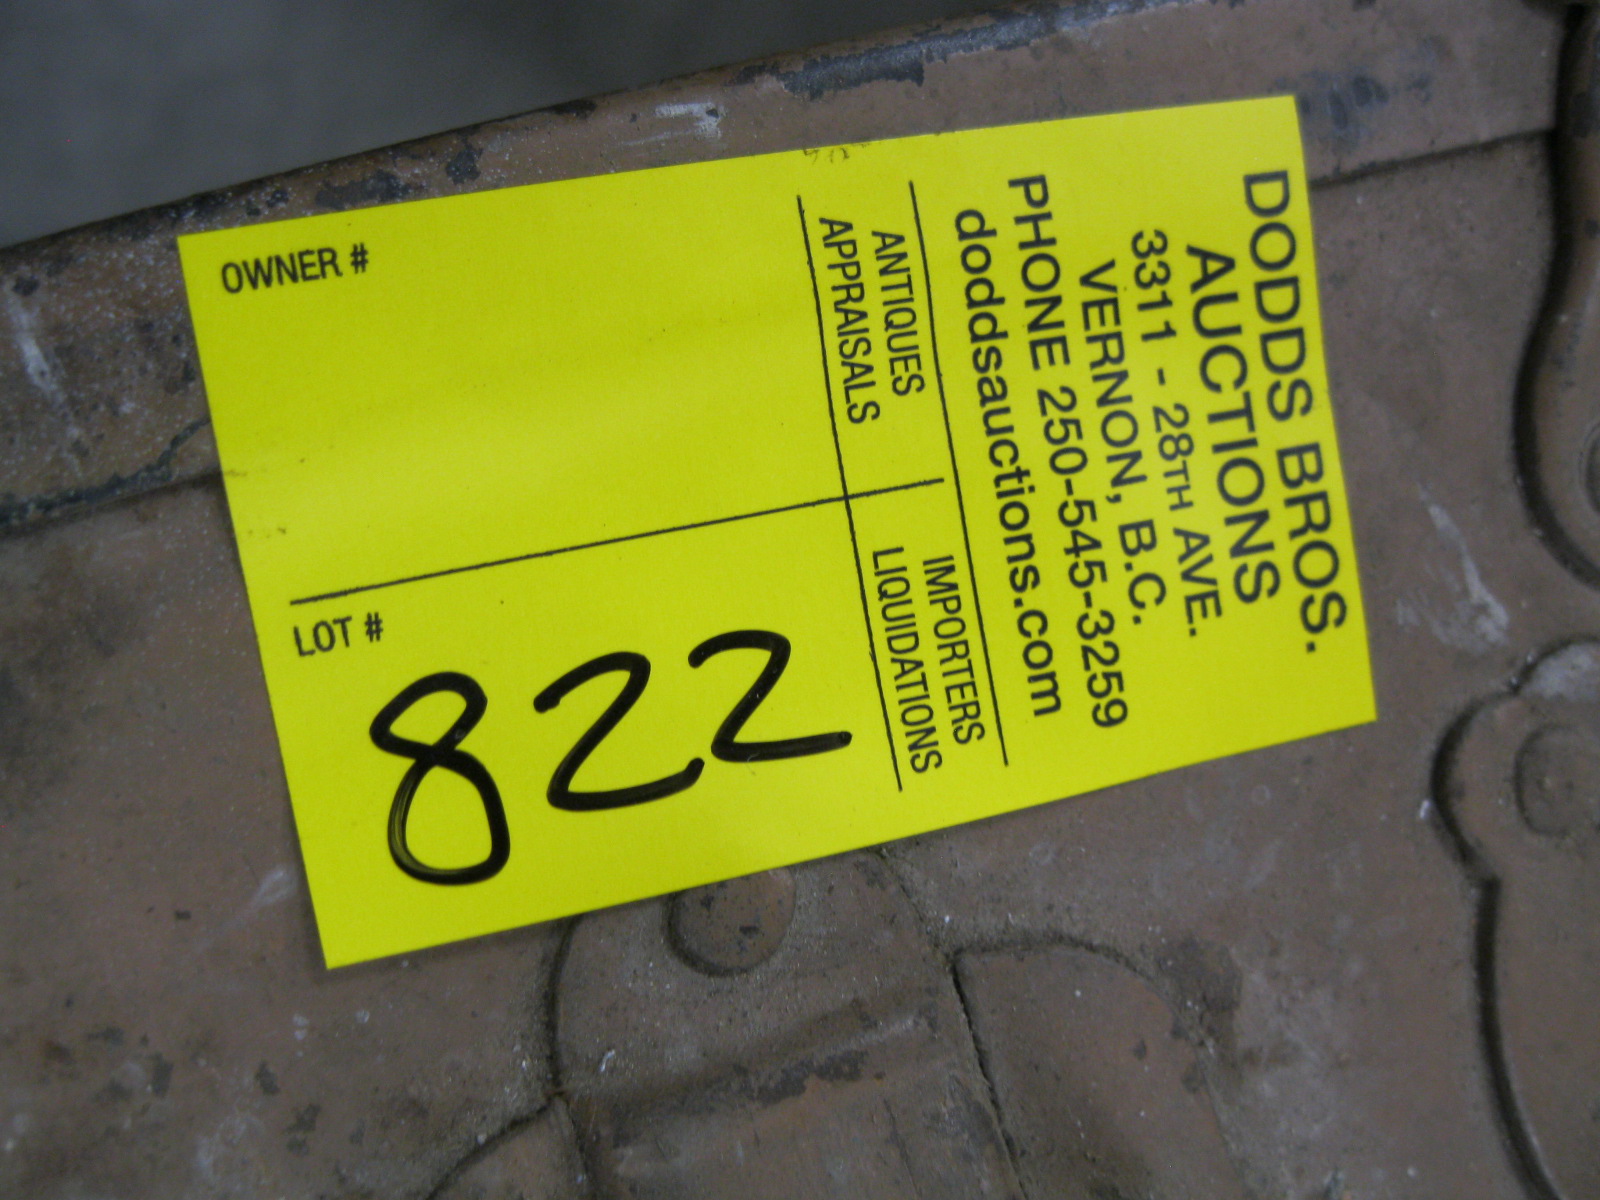 DODDS BROS.
AUCTIONS
3311 - 28TH AVE.
VERNON, B.C.
PHONE 250-545-3259
doddsauctions.com
ANTIQUES
APPRAISALS
IMPORTERS
LIQUIDATIONS
OWNER #
LOT #
822